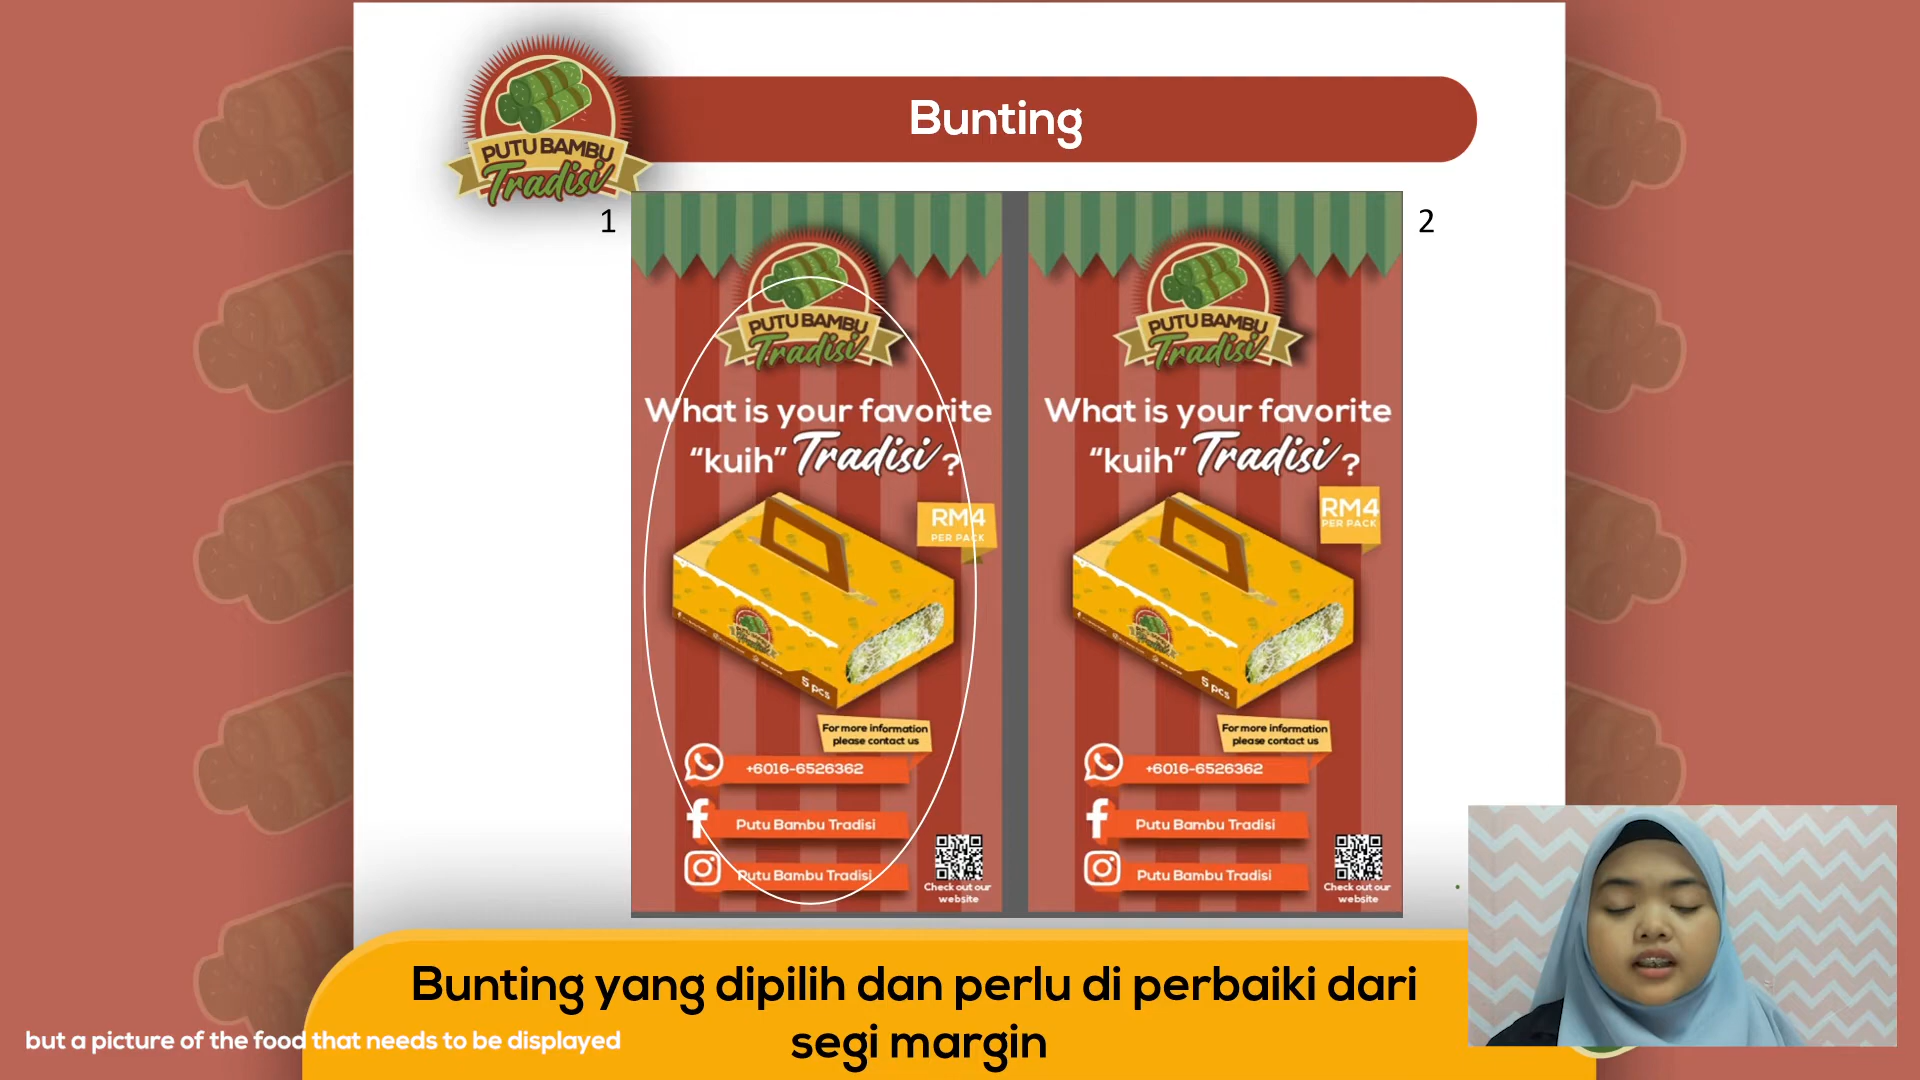 PUTU BAMBU
Tradisi
Bunting
1
2
PUTU BAMBU
Tradisi
What is your favorite
“kuih” Tradisi ?
RM4
PER PACK
5 pcs
For more information
please contact us
+6016-6526362
Putu Bambu Tradisi
Putu Bambu Tradisi
Check out our
website
PUTU BAMBU
Tradisi
What is your favorite
“kuih” Tradisi ?
RM4
PER PACK
5 pcs
For more information
please contact us
+6016-6526362
Putu Bambu Tradisi
Putu Bambu Tradisi
Check out our
website
Bunting yang dipilih dan perlu di perbaiki dari
segi margin
but a picture of the food that needs to be displayed